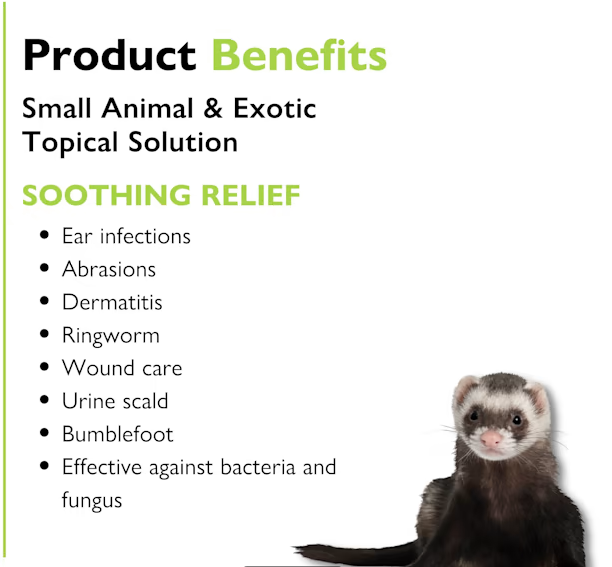 Product Benefits
Small Animal & Exotic
Topical Solution
SOOTHING RELIEF
• Ear infections
• Abrasions
• Dermatitis
• Ringworm
• Wound care
• Urine scald
• Bumblefoot
• Effective against bacteria and
fungus